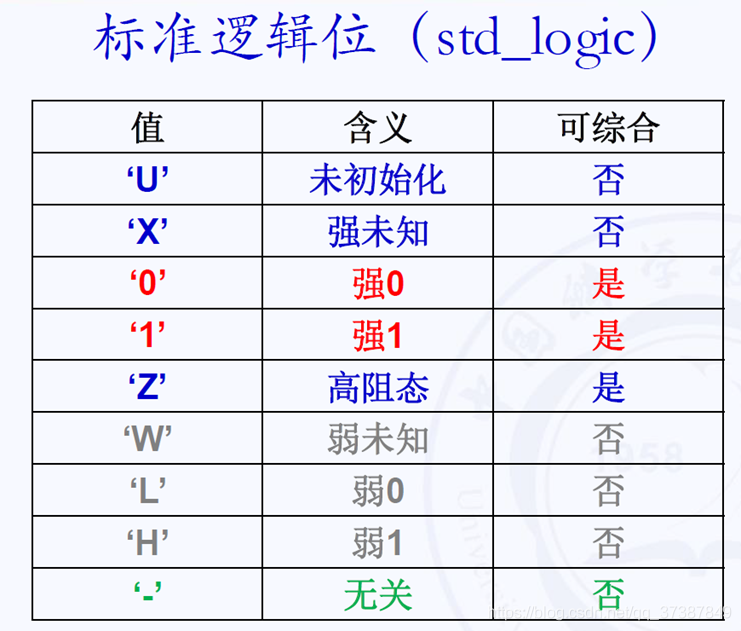 标准逻辑位（std_logic）
值 含义 可综合
‘U’ 未初始化 否
‘X’ 强未知 否
‘0’ 强0 是
‘1’ 强1 是
‘Z’ 高阻态 是
‘W’ 弱未知 否
‘L’ 弱0 否
‘H’ 弱1 否
‘-’ 无关 否
1958
https://blog.csdn.net/qq_37387849